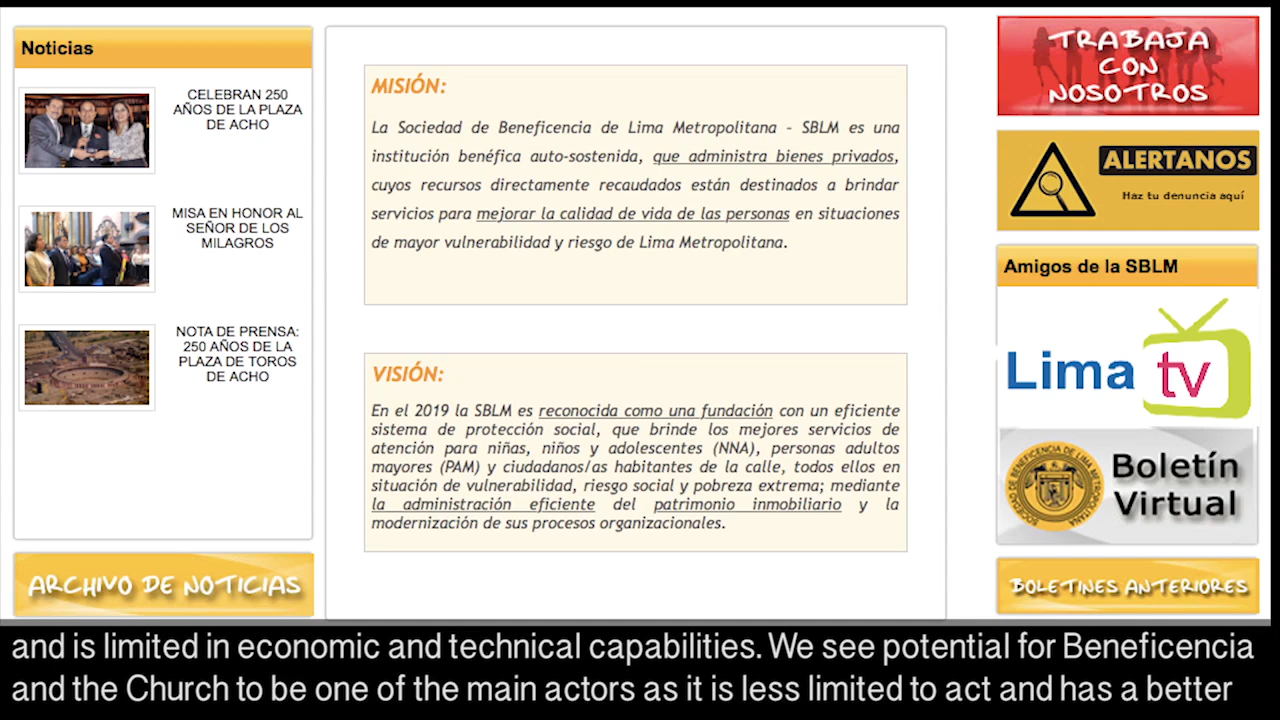 Noticias
CELEBRAN 250
AÑOS DE LA PLAZA
DE ACHO
MISA EN HONOR AL
SEÑOR DE LOS
MILAGROS
NOTA DE PRENSA:
250 AÑOS DE LA
PLAZA DE TOROS
DE ACHO
ARCHIVO DE NOTICIAS
MISIÓN:
La Sociedad de Beneficencia de Lima Metropolitana - SBLM es una
institución benéfica auto-sostenida, que administra bienes privados,
cuyos recursos directamente recaudados están destinados a brindar
servicios para mejorar la calidad de vida de las personas en situaciones
de mayor vulnerabilidad y riesgo de Lima Metropolitana.
VISIÓN:
En el 2019 la SBLM es reconocida como una fundación con un eficiente
sistema de protección social, que brinde los mejores servicios de
atención para niñas, niños y adolescentes (NNA), personas adultos
mayores (PAM) y ciudadanos/as habitantes de la calle, todos ellos en
situación de vulnerabilidad, riesgo social y pobreza extrema; mediante
la administración eficiente del patrimonio inmobiliario y la
modernización de sus procesos organizacionales.
TRABAJA
CON
NOSOTROS
ALERTANOS
Haz tu denuncia aquí
Amigos de la SBLM
Lima tv
SOCIEDAD DE BENEFICENCIA DE LIMA METROPOLITANA
Boletín
Virtual
BOLETINES ANTERIORES
and is limited in economic and technical capabilities. We see potential for Beneficencia
and the Church to be one of the main actors as it is less limited to act and has a better